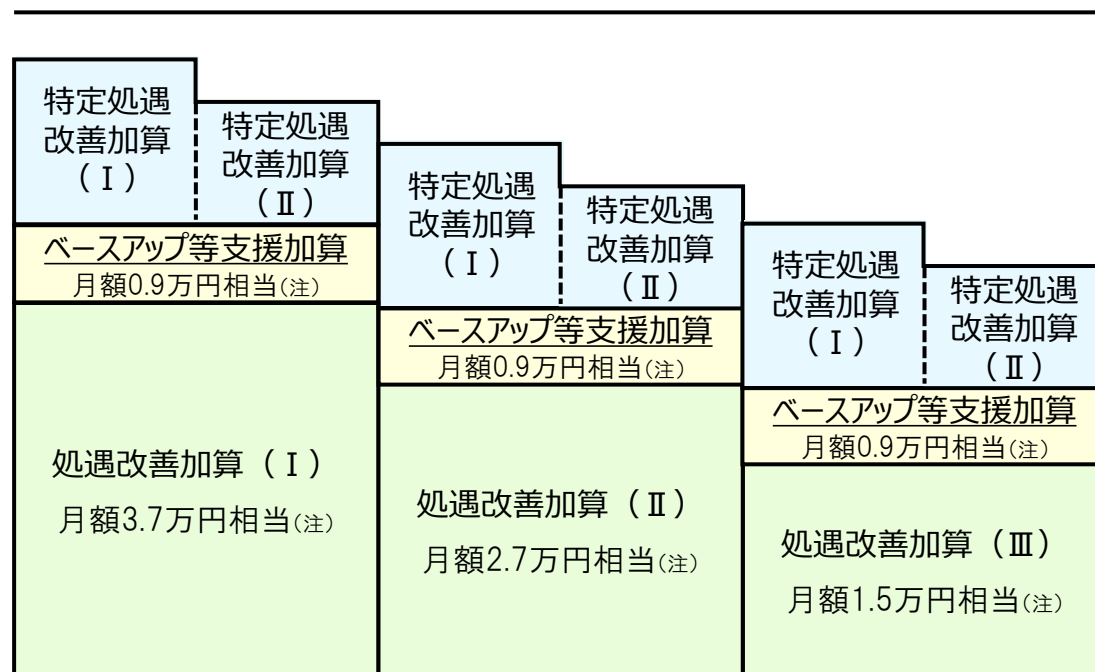 特定処遇
改善加算
（Ⅰ）
特定処遇
改善加算
（Ⅱ）
ベースアップ等支援加算
月額0.9万円相当(注)
処遇改善加算（Ⅰ）
月額3.7万円相当(注)
特定処遇
改善加算
（Ⅰ）
特定処遇
改善加算
（Ⅱ）
ベースアップ等支援加算
月額0.9万円相当(注)
処遇改善加算（Ⅱ）
月額2.7万円相当(注)
特定処遇
改善加算
（Ⅰ）
特定処遇
改善加算
（Ⅱ）
ベースアップ等支援加算
月額0.9万円相当(注)
処遇改善加算（Ⅲ）
月額1.5万円相当(注)